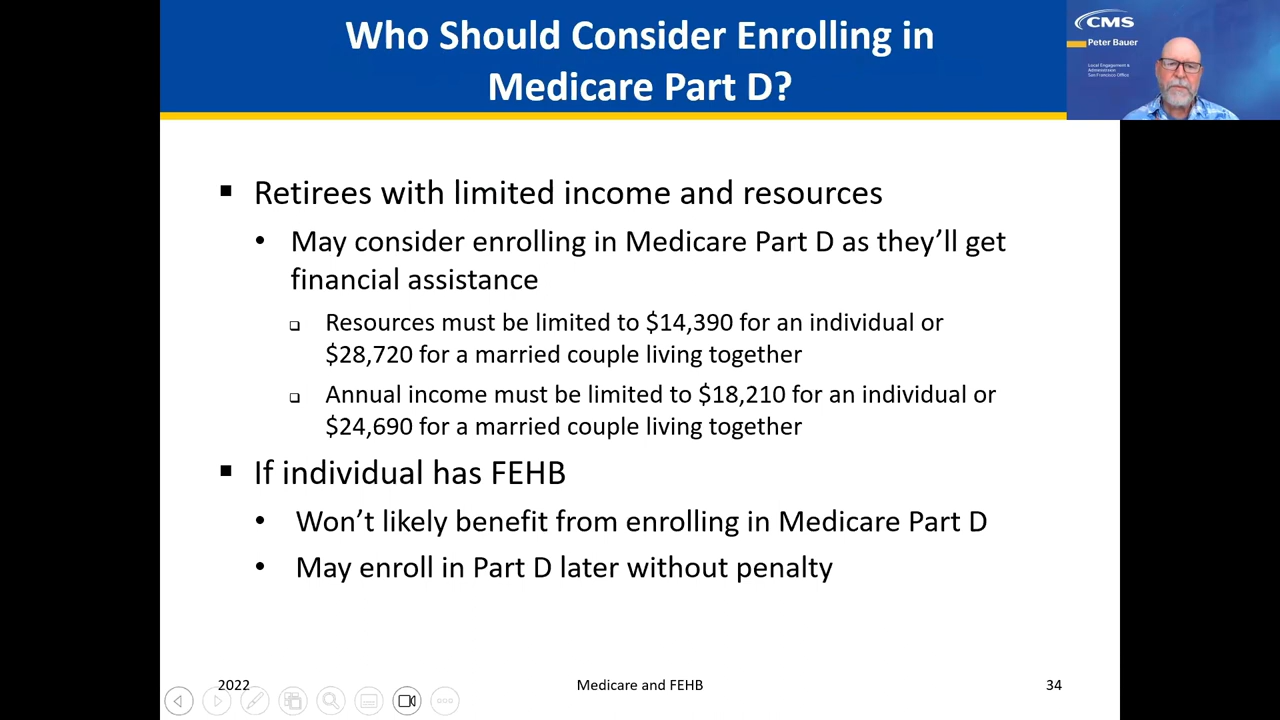 Who Should Consider Enrolling in
Medicare Part D?
CMS
Peter Bauer
Local Engagement &
Administration
San Francisco Office
▪ Retirees with limited income and resources
• May consider enrolling in Medicare Part D as they’ll get
financial assistance
❑ Resources must be limited to $14,390 for an individual or
$28,720 for a married couple living together
❑ Annual income must be limited to $18,210 for an individual or
$24,690 for a married couple living together
▪ If individual has FEHB
• Won’t likely benefit from enrolling in Medicare Part D
• May enroll in Part D later without penalty
2022
Medicare and FEHB
34